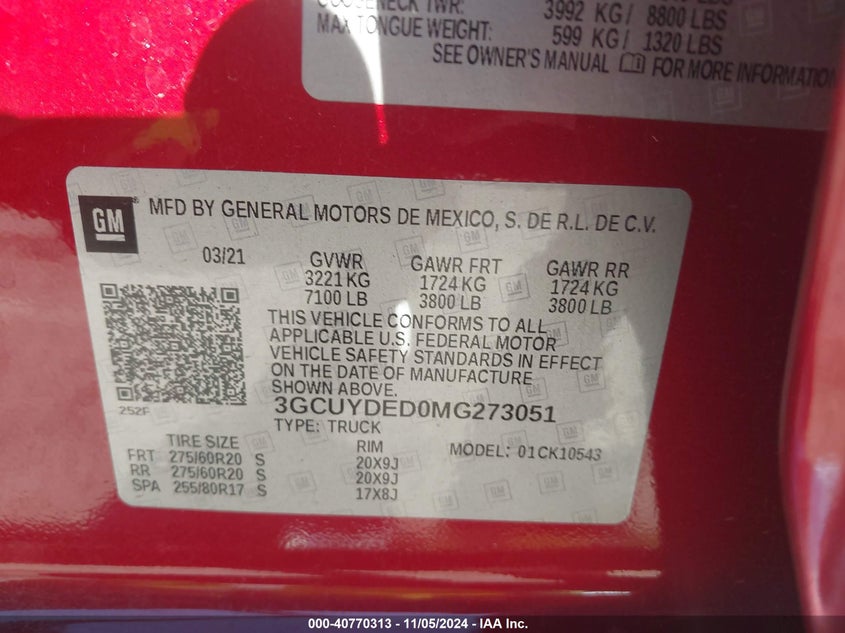 3992 KG / 8800 LBS
MAX TONGUE WEIGHT: 599 KG / 1320 LBS
SEE OWNER'S MANUAL FOR MORE INFORMATION
GM
MFD BY GENERAL MOTORS DE MEXICO, S. DE R.L. DE C.V.
03/21 GVWR GAWR FRT GAWR RR
3221 KG 1724 KG 1724 KG
7100 LB 3800 LB 3800 LB
THIS VEHICLE CONFORMS TO ALL
APPLICABLE U.S. FEDERAL MOTOR
VEHICLE SAFETY STANDARDS IN EFFECT
ON THE DATE OF MANUFACTURE
SHOWN ABOVE.
252F
3GCUYDED0MG273051
TYPE: TRUCK
TIRE SIZE RIM MODEL: 01CK10543
FRT 275/60R20 S 20X9J
RR 275/60R20 S 20X9J
SPA 255/80R17 S 17X8J
000-40770313 - 11/05/2024 - IAA Inc.